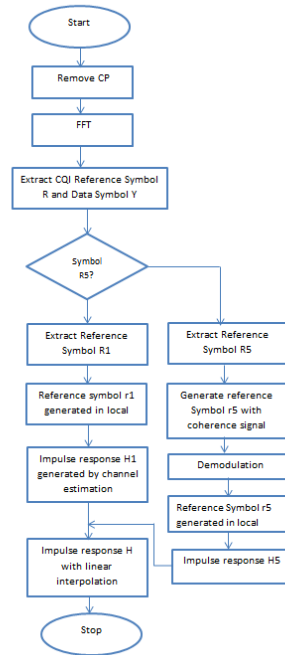 Start
Remove CP
FFT
Extract CQI Reference Symbol
R and Data Symbol Y
Symbol
R5?
Extract Reference
Symbol R1
Reference symbol r1
generated in local
Impulse response H1
generated by channel
estimation
Impulse response H
with linear
interpolation
Stop
Extract Reference
Symbol R5
Generate reference
Symbol r5 with
coherence signal
Demodulation
Reference Symbol r5
generated in local
Impulse response H5